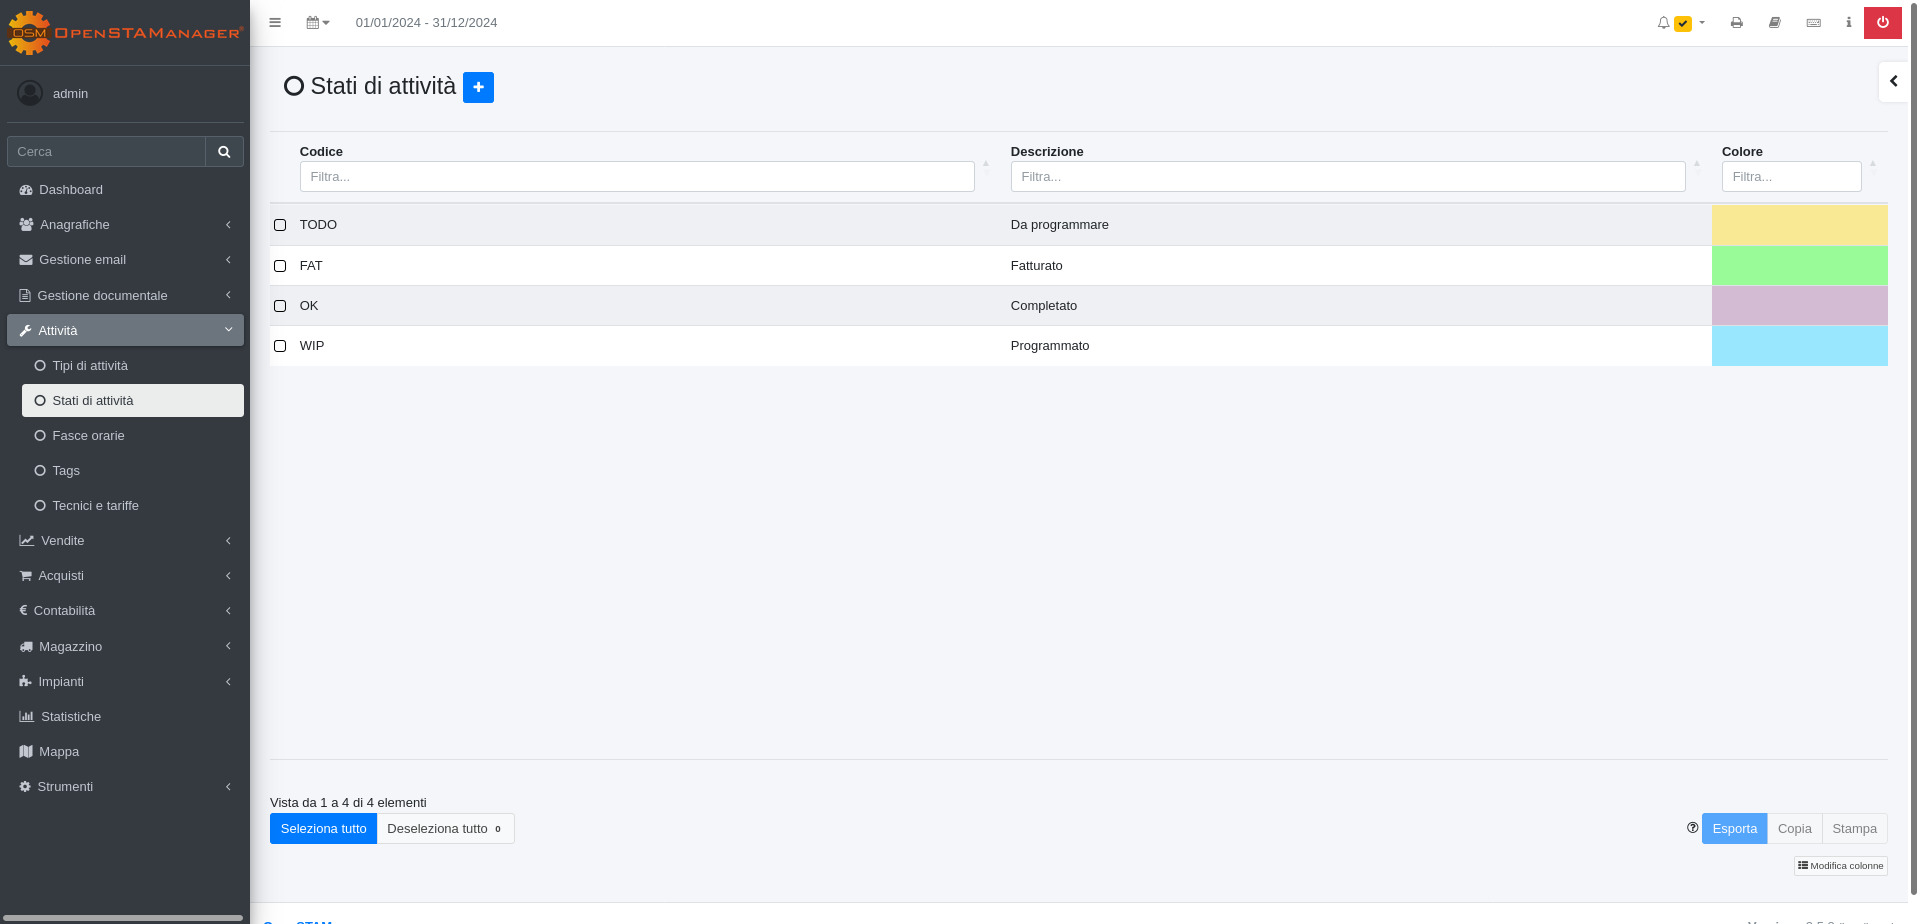 OSM OpenSTAManager®
01/01/2024 - 31/12/2024
admin
Cerca
Dashboard
Anagrafiche
Gestione email
Gestione documentale
Attività
Tipi di attività
Stati di attività
Fasce orarie
Tags
Tecnici e tariffe
Vendite
Acquisti
Contabilità
Magazzino
Impianti
Statistiche
Mappa
Strumenti
Stati di attività
Codice Descrizione Colore
Filtra... Filtra... Filtra...
TODO Da programmare
FAT Fatturato
OK Completato
WIP Programmato
Vista da 1 a 4 di 4 elementi
Seleziona tutto Deseleziona tutto 0
Esporta Copia Stampa
Modifica colonne